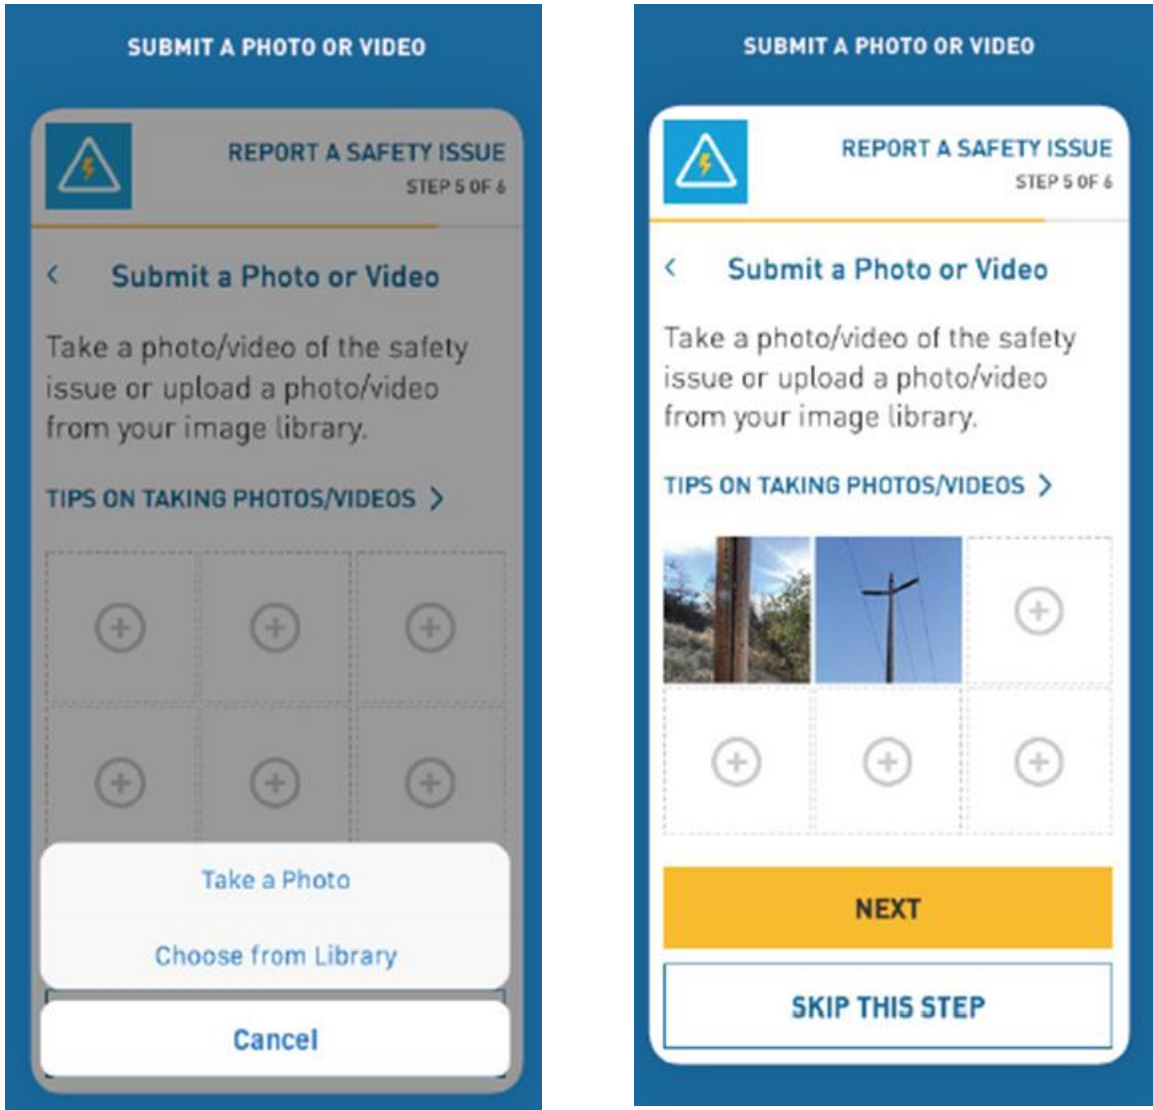 SUBMIT A PHOTO OR VIDEO
REPORT A SAFETY ISSUE
STEP 5 OF 6
< Submit a Photo or Video
Take a photo/video of the safety
issue or upload a photo/video
from your image library.
TIPS ON TAKING PHOTOS/VIDEOS >
Take a Photo
Choose from Library
Cancel
SUBMIT A PHOTO OR VIDEO
REPORT A SAFETY ISSUE
STEP 5 OF 6
< Submit a Photo or Video
Take a photo/video of the safety
issue or upload a photo/video
from your image library.
TIPS ON TAKING PHOTOS/VIDEOS >
NEXT
SKIP THIS STEP